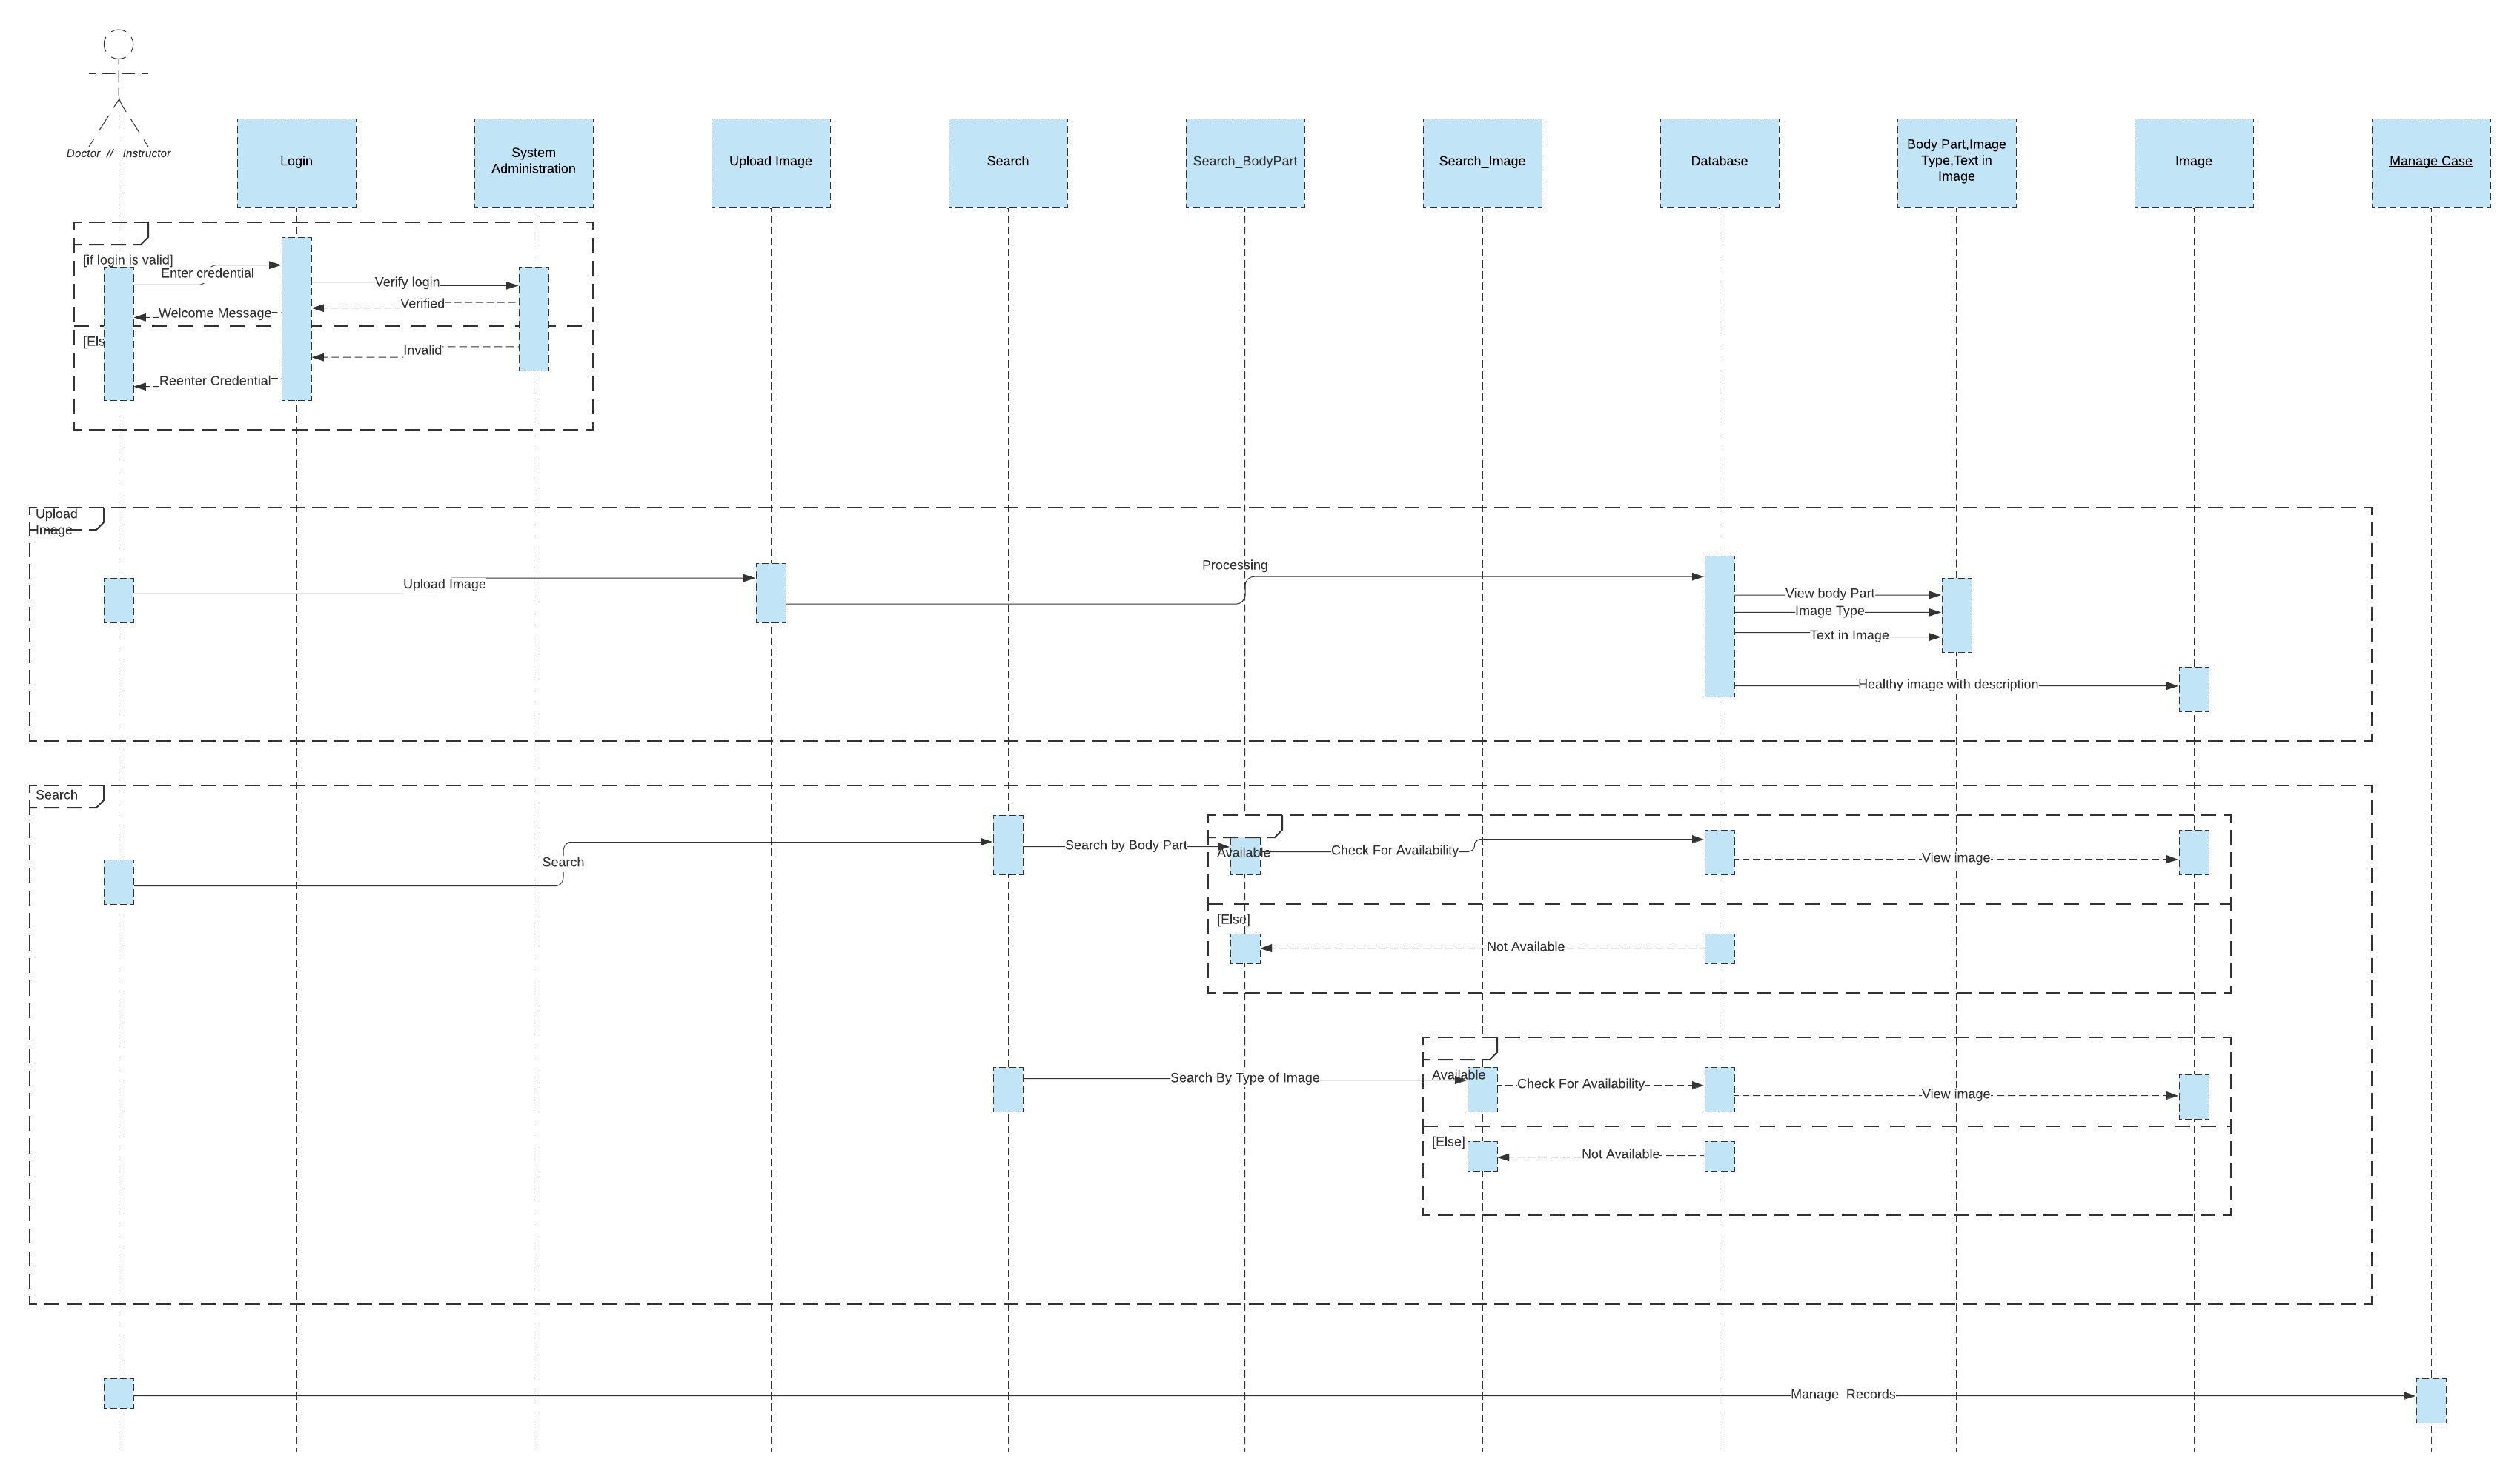 Doctor // Instructor
Login
System
Administration
Upload Image
Search
Search_BodyPart
Search_Image
Database
Body Part,Image
Type,Text in
Image
Image
Manage Case
[if login is valid]
Enter credential
Verify login
Verified
Welcome Message
[Els
Invalid
Reenter Credential
Upload
Image
Upload Image
Processing
View body Part
Image Type
Text in Image
Healthy image with description
Search
Search
Search by Body Part
Available
Check For Availability
View image
[Else]
Not Available
Search By Type of Image
Available
Check For Availability
View image
[Else]
Not Available
Manage  Records